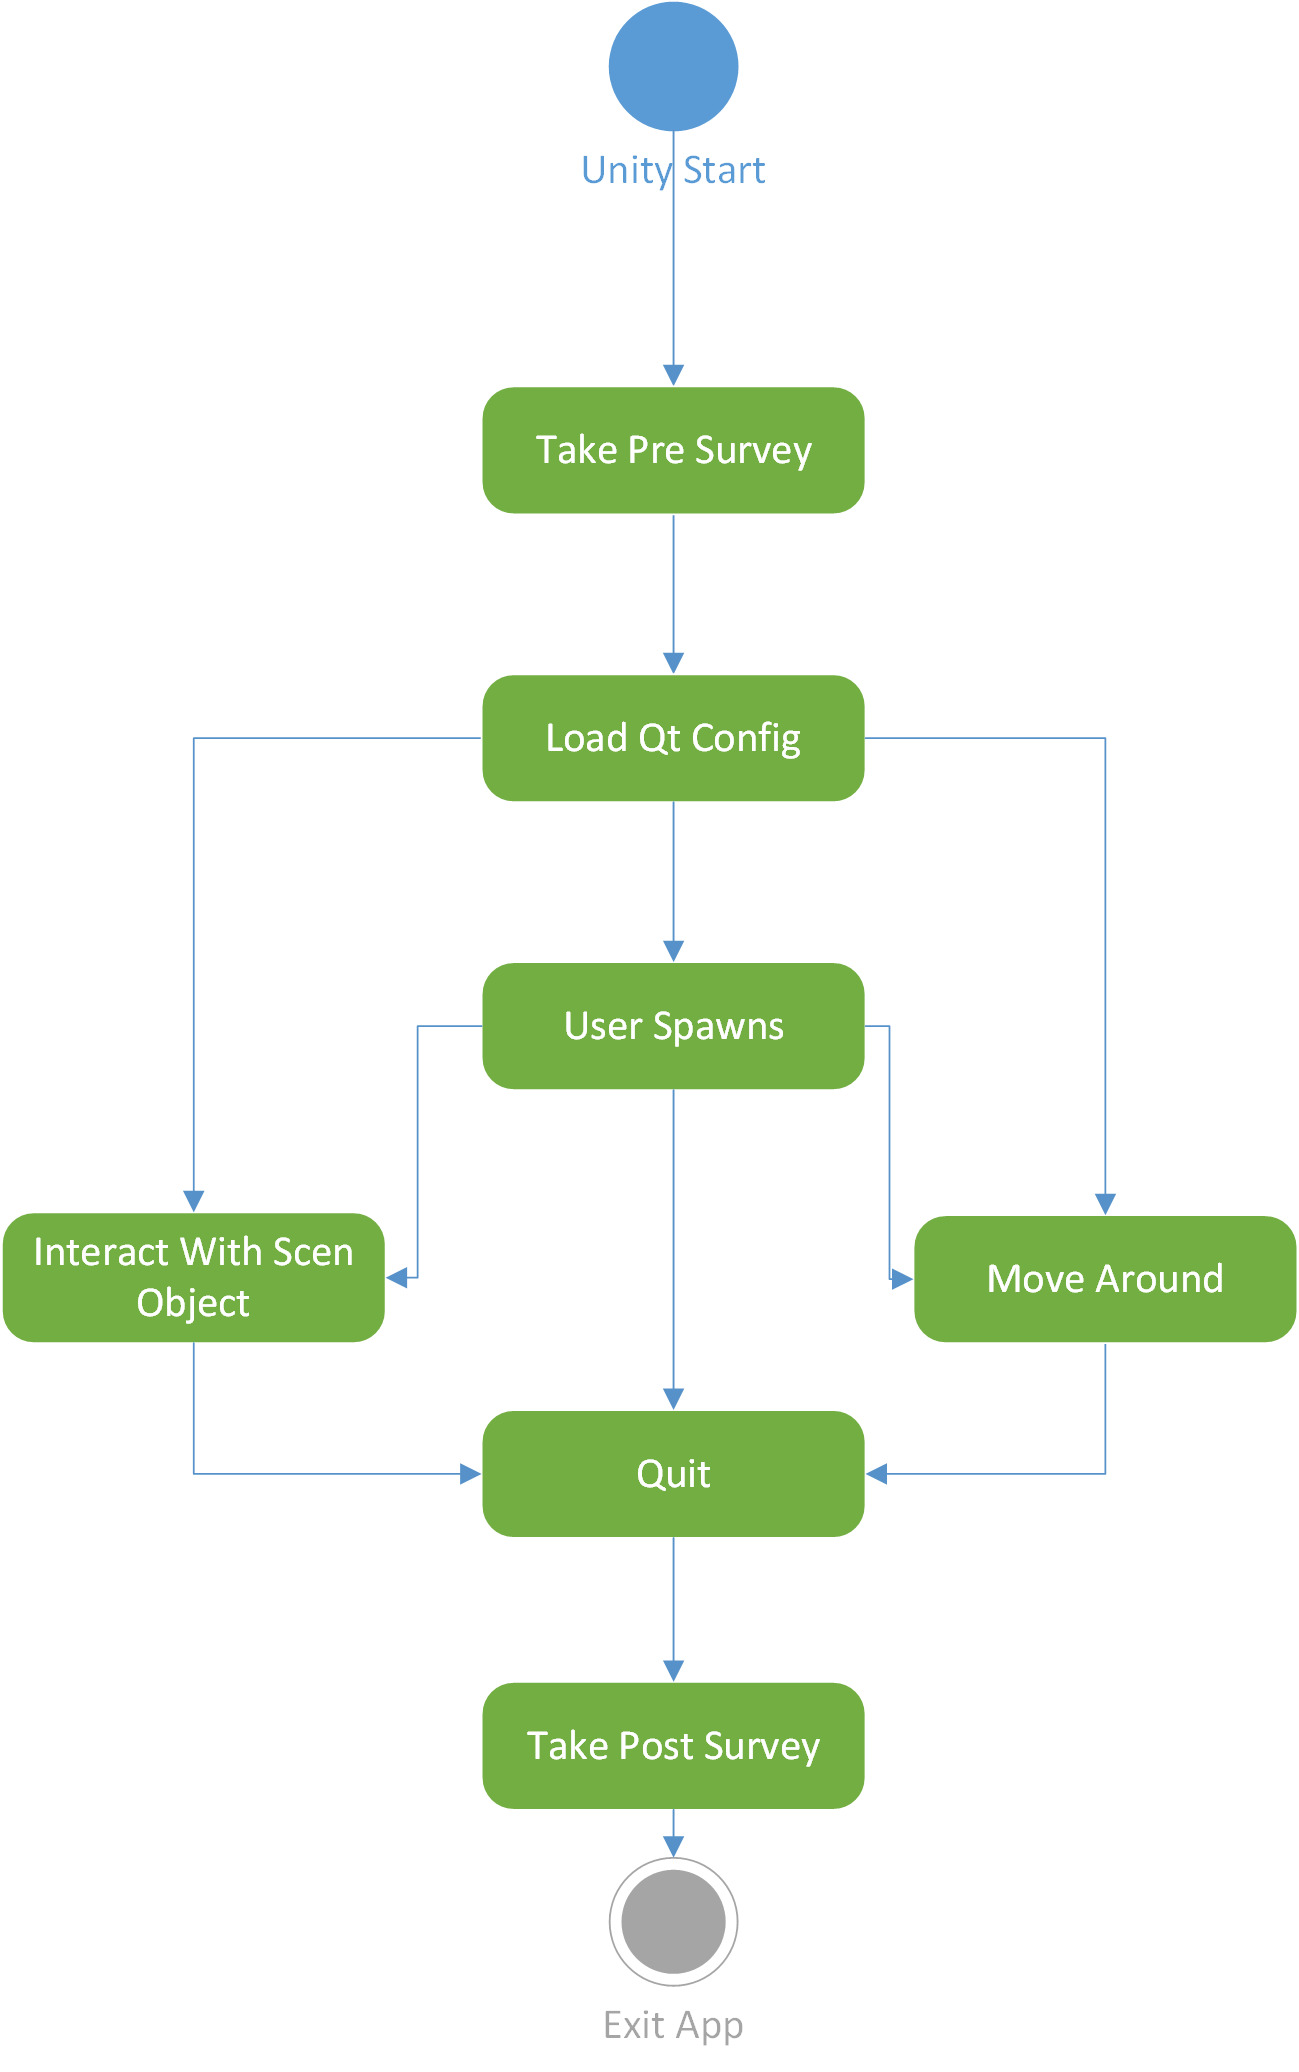 Unity Start
Take Pre Survey
Load Qt Config
User Spawns
Interact With Scen
Object
Move Around
Quit
Take Post Survey
Exit App